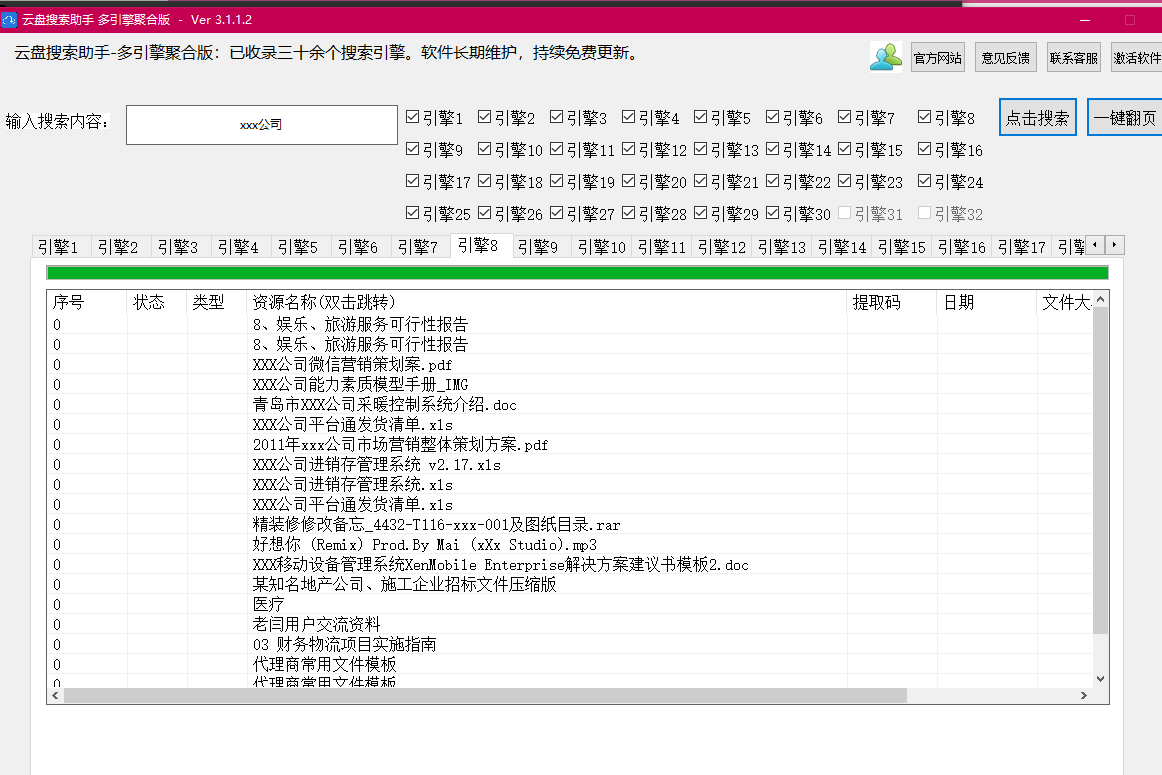 云盘搜索助手 多引擎聚合版 - Ver 3.1.1.2
云盘搜索助手-多引擎聚合版：已收录三十余个搜索引擎。软件长期维护，持续免费更新。
官方网站 意见反馈 联系客服 激活软件
输入搜索内容： xxx公司
引擎1 引擎2 引擎3 引擎4 引擎5 引擎6 引擎7 引擎8
点击搜索 一键翻页
引擎9 引擎10 引擎11 引擎12 引擎13 引擎14 引擎15 引擎16
引擎17 引擎18 引擎19 引擎20 引擎21 引擎22 引擎23 引擎24
引擎25 引擎26 引擎27 引擎28 引擎29 引擎30 引擎31 引擎32
引擎1 引擎2 引擎3 引擎4 引擎5 引擎6 引擎7 引擎8 引擎9 引擎10 引擎11 引擎12 引擎13 引擎14 引擎15 引擎16 引擎17 引擎
序号 状态 类型 资源名称(双击跳转) 提取码 日期 文件大
0 8、娱乐、旅游服务可行性报告
0 8、娱乐、旅游服务可行性报告
0 XXX公司微信营销策划案.pdf
0 XXX公司能力素质模型手册_IMG
0 青岛市XXX公司采暖控制系统介绍.doc
0 XXX公司平台通发货清单.xls
0 2011年xxx公司市场营销整体策划方案.pdf
0 XXX公司进销存管理系统 v2.17.xls
0 XXX公司进销存管理系统.xls
0 XXX公司平台通发货清单.xls
0 精装修修改备忘_4432-T116-xxx-001及图纸目录.rar
0 好想你 (Remix) Prod.By Mai (xXx Studio).mp3
0 XXX移动设备管理系统XenMobile Enterprise解决方案建议书模板2.doc
0 某知名地产公司、施工企业招标文件压缩版
0 医疗
0 老闫用户交流资料
0 03 财务物流项目实施指南
0 代理商常用文件模板
0 代理商常用文件模板